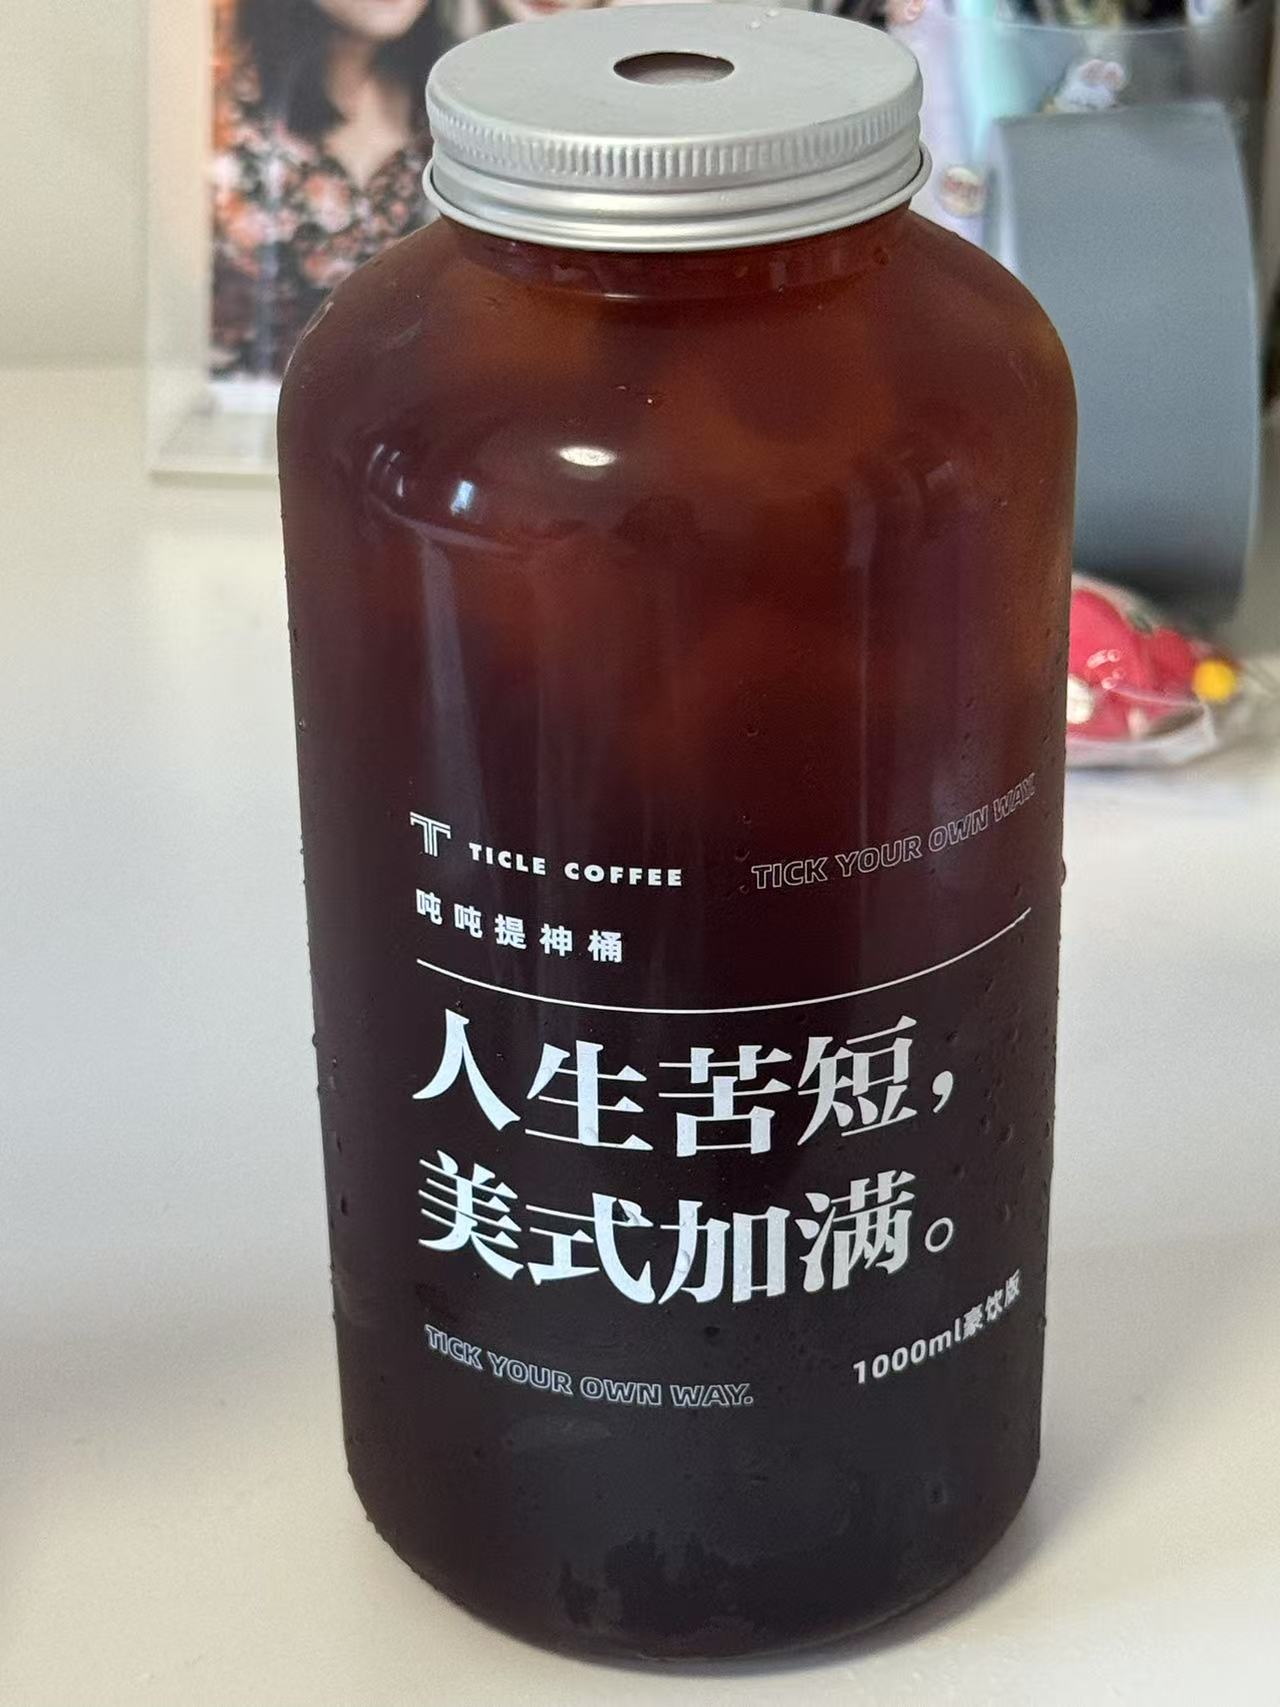 T TICLE COFFEE
TICK YOUR OWN WAY.
吨吨提神桶
人生苦短，
美式加满。
1000ml豪饮版
TICK YOUR OWN WAY.